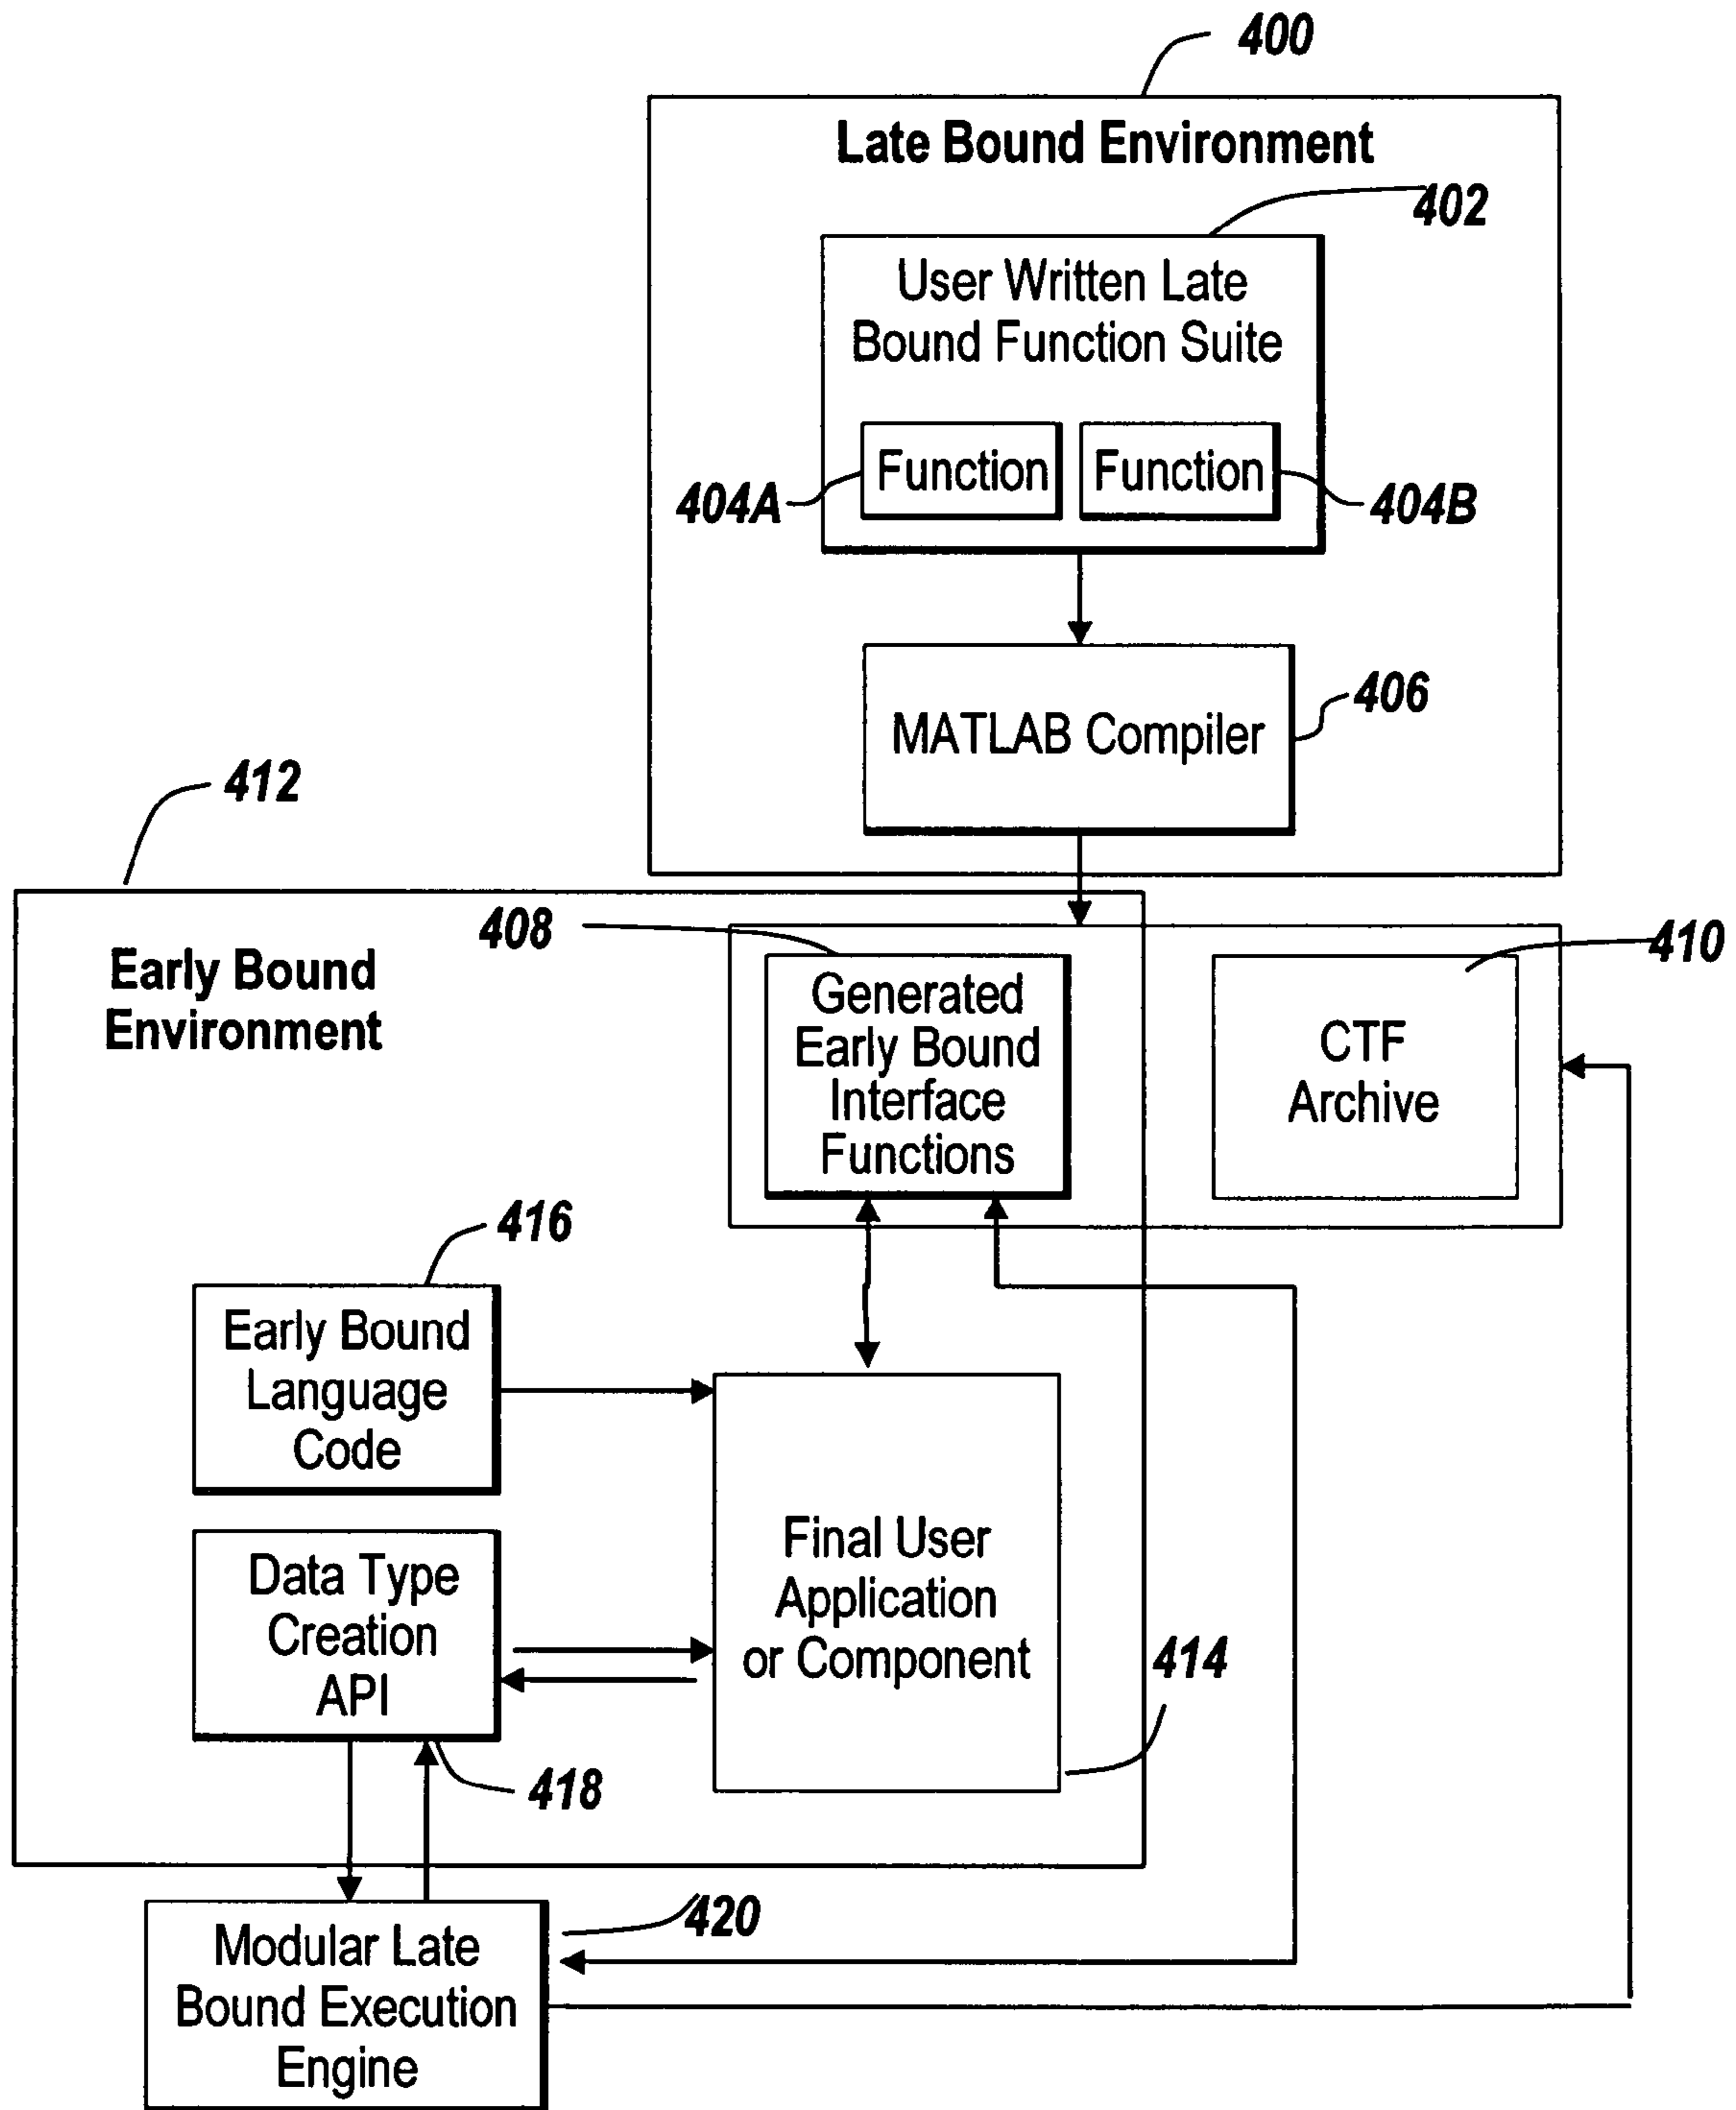 400
Late Bound Environment
402
User Written Late
Bound Function Suite
Function
Function
404A
404B
MATLAB Compiler
406
412
Early Bound
Environment
408
Generated
Early Bound
Interface
Functions
CTF
Archive
410
416
Early Bound
Language
Code
Data Type
Creation
API
418
Final User
Application
or Component
414
420
Modular Late
Bound Execution
Engine